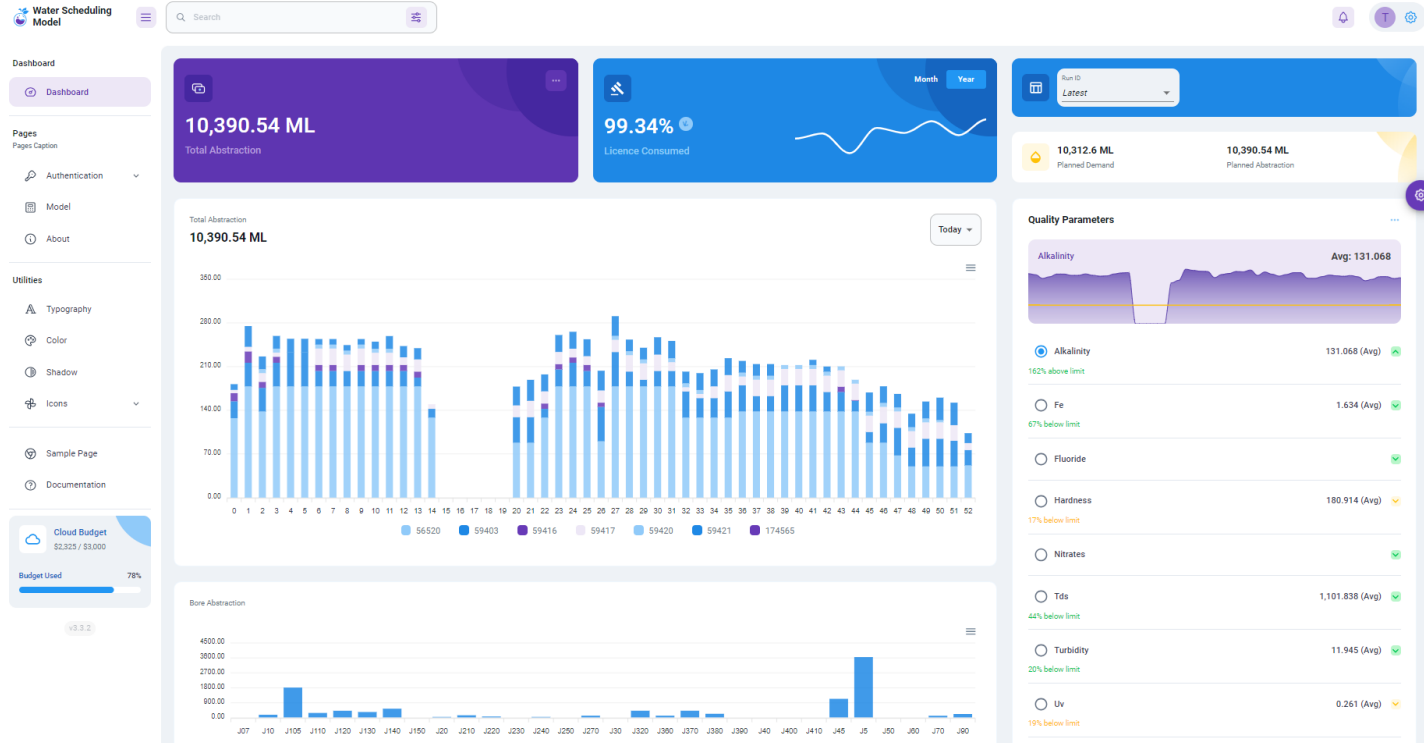 Water Scheduling
Model
Search
T
Dashboard
Dashboard
Pages
Pages Caption
Authentication
Model
About
Utilities
Typography
Color
Shadow
Icons
Sample Page
Documentation
Cloud Budget
$2,325 / $3,000
Budget Used 78%
v3.3.2
10,390.54 ML
Total Abstraction
Month Year
99.34%
Licence Consumed
Run ID
Latest
10,312.6 ML
Planned Demand
10,390.54 ML
Planned Abstraction
Total Abstraction
10,390.54 ML
Today
350.00
280.00
210.00
140.00
70.00
0.00
0 1 2 3 4 5 6 7 8 9 10 11 12 13 14 15 16 17 18 19 20 21 22 23 24 25 26 27 28 29 30 31 32 33 34 35 36 37 38 39 40 41 42 43 44 45 46 47 48 49 50 51 52
56520 59403 59416 59417 59420 59421 174565
Bore Abstraction
4500.00
3600.00
2700.00
1800.00
900.00
0.00
J07 J10 J105 J110 J120 J130 J140 J150 J20 J210 J220 J230 J240 J250 J270 J30 J320 J360 J370 J380 J390 J40 J400 J410 J45 J5 J50 J60 J70 J90
Quality Parameters
Alkalinity Avg: 131.068
Alkalinity 131.068 (Avg)
162% above limit
Fe 1.634 (Avg)
67% below limit
Fluoride
Hardness 180.914 (Avg)
17% below limit
Nitrates
Tds 1,101.838 (Avg)
44% below limit
Turbidity 11.945 (Avg)
20% below limit
Uv 0.261 (Avg)
19% below limit